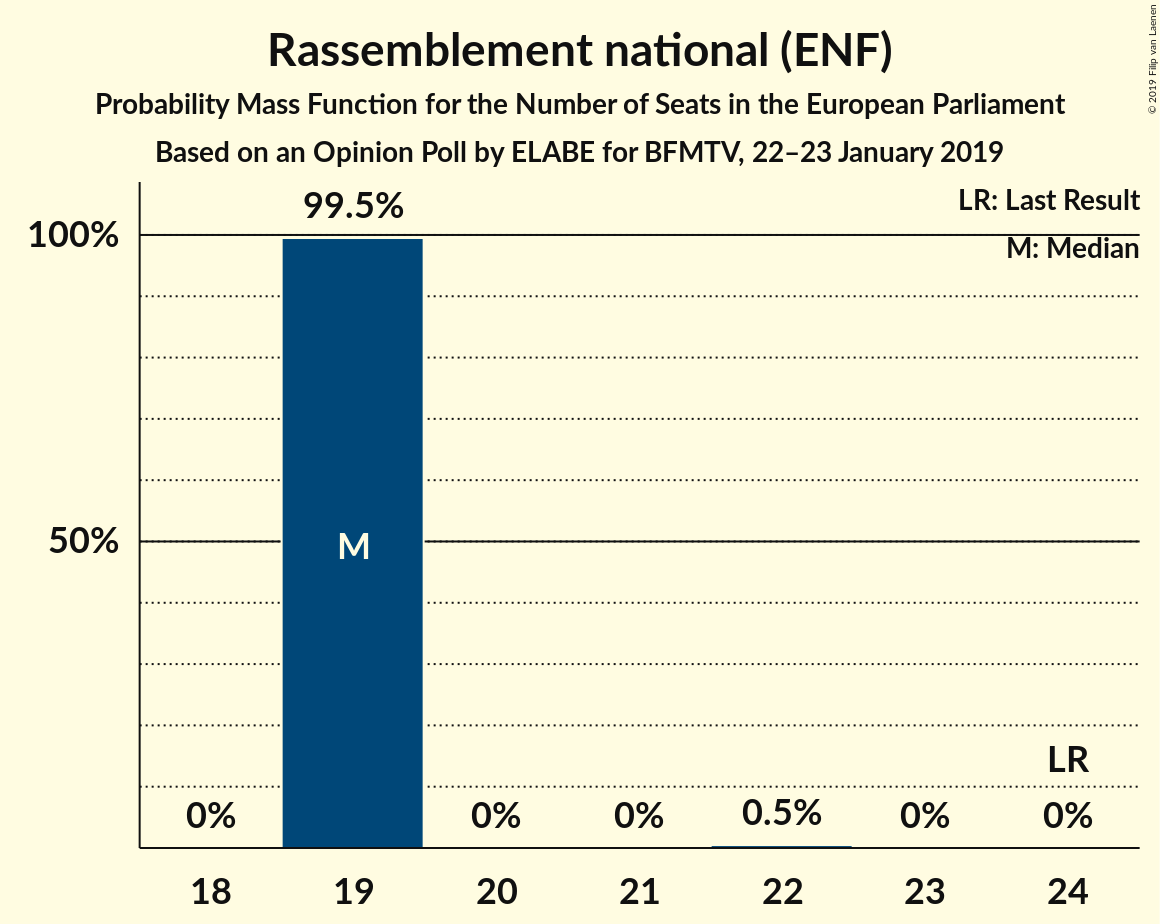 Rassemblement national (ENF)
Probability Mass Function for the Number of Seats in the European Parliament
Based on an Opinion Poll by ELABE for BFMTV, 22–23 January 2019
© 2019 Filip van Laenen
LR: Last Result
M: Median
99.5%
100%
50%
M
LR
0%
0%
0%
0.5%
0%
0%
18
19
20
21
22
23
24